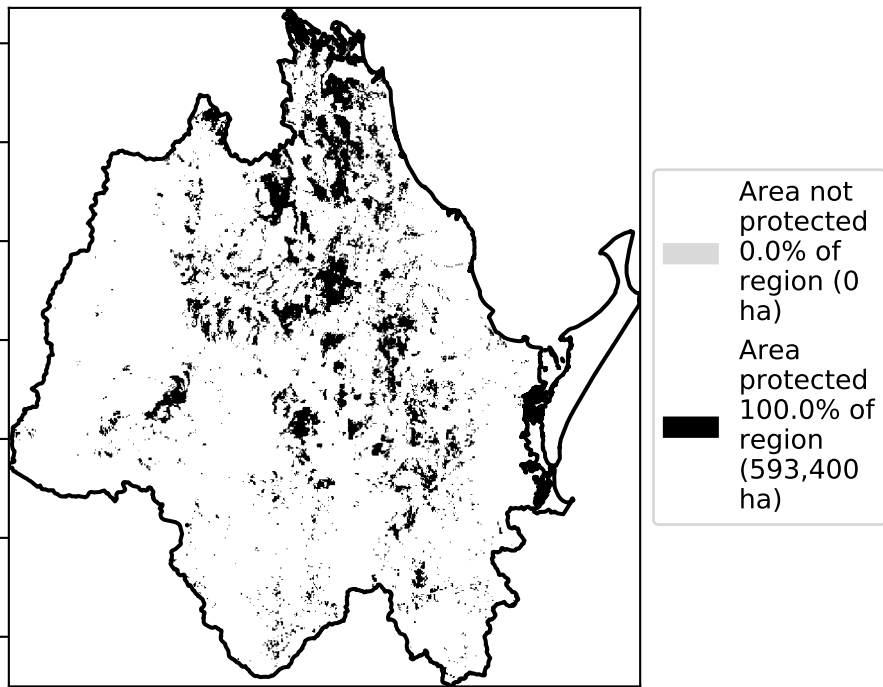 Area not
protected
0.0% of
region (0
ha)
Area
protected
100.0% of
region
(593,400
ha)